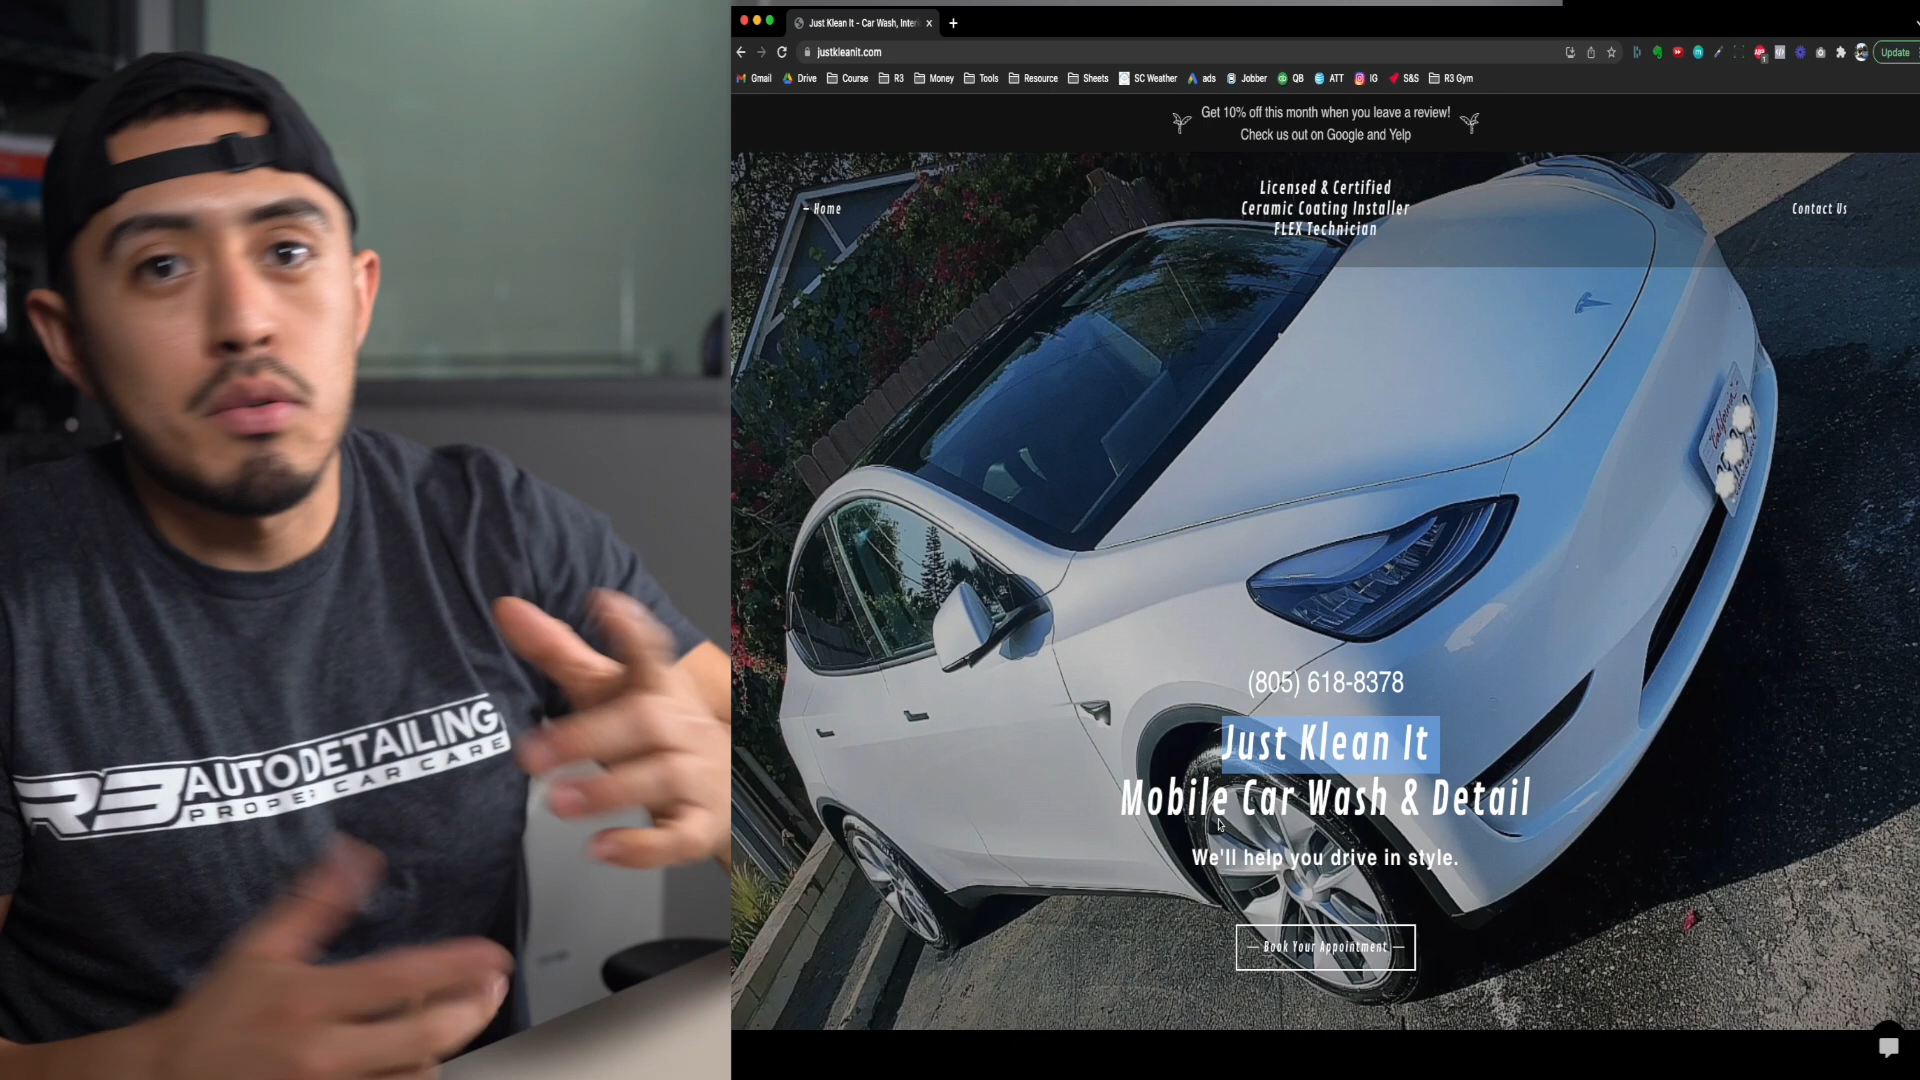 R3 AUTODETAILING
PROPER CAR CARE
Just Klean It - Car Wash, Inter
justkleanit.com
Update
Gmail
Drive
Course
R3
Money
Tools
Resource
Sheets
SC Weather
ads
Jobber
QB
ATT
IG
S&S
R3 Gym
Get 10% off this month when you leave a review!
Check us out on Google and Yelp
– Home
Licensed & Certified
Ceramic Coating Installer
FLEX Technician
Contact Us
California
(805) 618-8378
Just Klean It
Mobile Car Wash & Detail
We'll help you drive in style.
— Book Your Appointment —